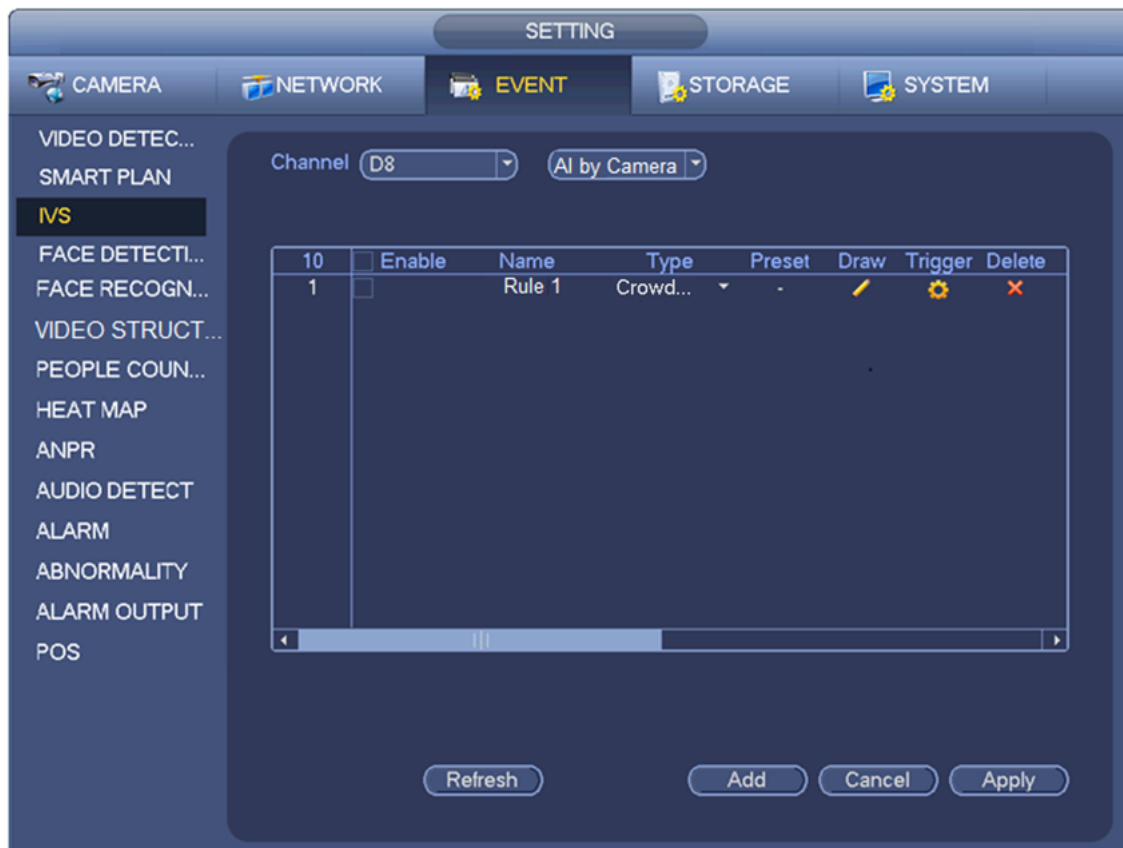 SETTING
CAMERA NETWORK EVENT STORAGE SYSTEM
VIDEO DETEC...
SMART PLAN
IVS
FACE DETECTI...
FACE RECOGN...
VIDEO STRUCT...
PEOPLE COUN...
HEAT MAP
ANPR
AUDIO DETECT
ALARM
ABNORMALITY
ALARM OUTPUT
POS
Channel D8 AI by Camera
10 Enable Name Type Preset Draw Trigger Delete
1 Rule 1 Crowd... -
Refresh Add Cancel Apply